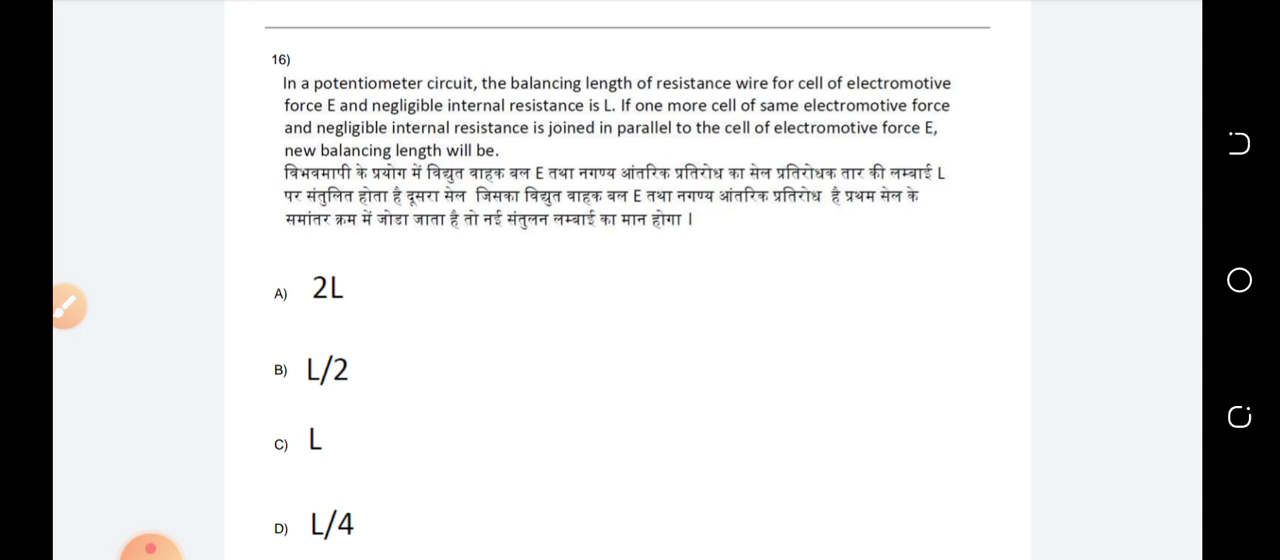 16)
In a potentiometer circuit, the balancing length of resistance wire for cell of electromotive
force E and negligible internal resistance is L. If one more cell of same electromotive force
and negligible internal resistance is joined in parallel to the cell of electromotive force E,
new balancing length will be.
विभवमापी के प्रयोग में विद्युत वाहक बल E तथा नगण्य आंतरिक प्रतिरोध का सेल प्रतिरोधक तार की लम्बाई L
पर संतुलित होता है दूसरा सेल जिसका विद्युत वाहक बल E तथा नगण्य आंतरिक प्रतिरोध है प्रथम सेल के
समांतर क्रम में जोडा जाता है तो नई संतुलन लम्बाई का मान होगा ।
A) 2L
B) L/2
C) L
D) L/4